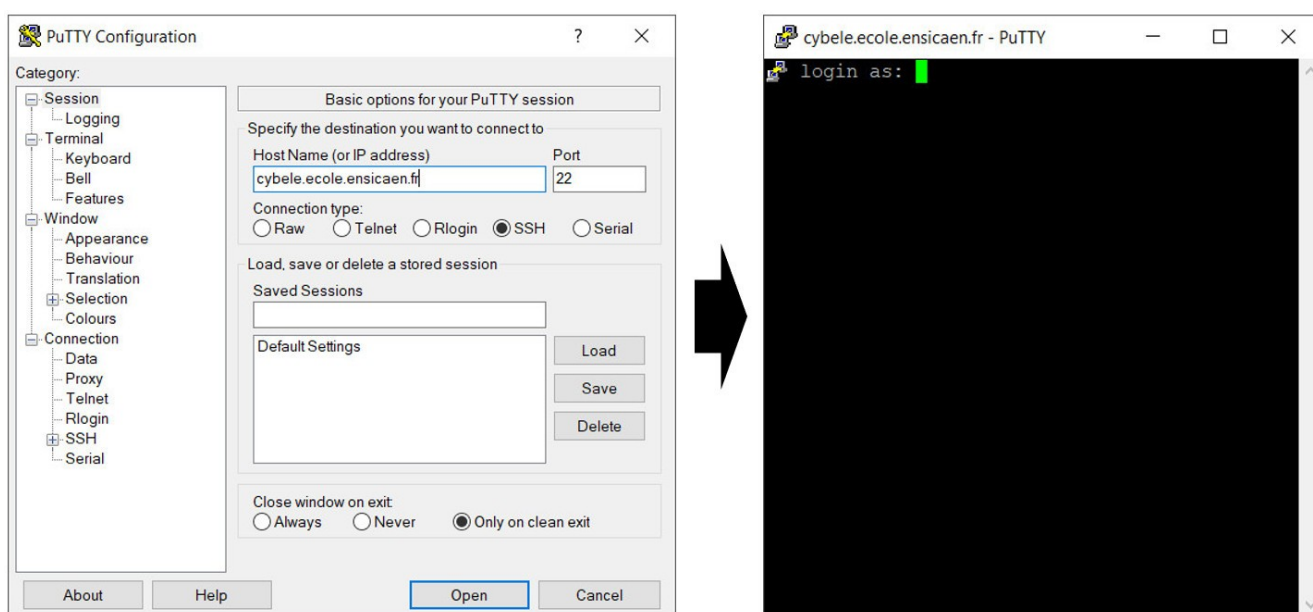 PuTTY Configuration
?
Category:
Session
Logging
Terminal
Keyboard
Bell
Features
Window
Appearance
Behaviour
Translation
Selection
Colours
Connection
Data
Proxy
Telnet
Rlogin
SSH
Serial
Basic options for your PuTTY session
Specify the destination you want to connect to
Host Name (or IP address) Port
cybele.ecole.ensicaen.fr 22
Connection type:
Raw Telnet Rlogin SSH Serial
Load, save or delete a stored session
Saved Sessions
Default Settings
Load
Save
Delete
Close window on exit:
Always Never Only on clean exit
About Help Open Cancel
cybele.ecole.ensicaen.fr - PuTTY
login as: